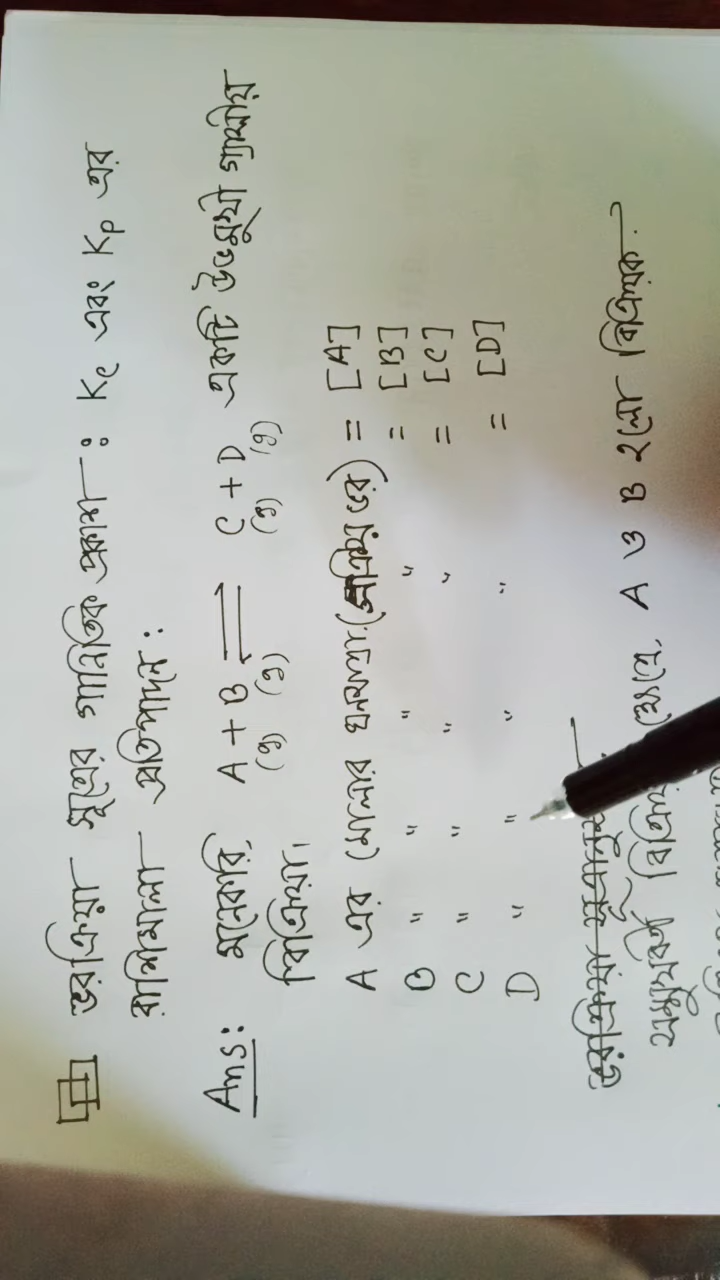 ভরক্রিয়া সূত্রের গানিতিক প্রকাশ : Kc এবং Kp এর
রাশিমালা প্রতিপাদন :
Ans: মনেকরি, A + B ⇌ C + D একটি উভমুখী গ্যাসীয়
(g) (g) (g) (g)
বিক্রিয়া।
A এর মোলার ঘনমাত্রা (সক্রিয় ভর) = [A]
B " " " " = [B]
C " " " " = [C]
D " " " " = [D]
ভরক্রিয়া
সম্মুখবর্তী A ও B হলো বিক্রিয়ক.